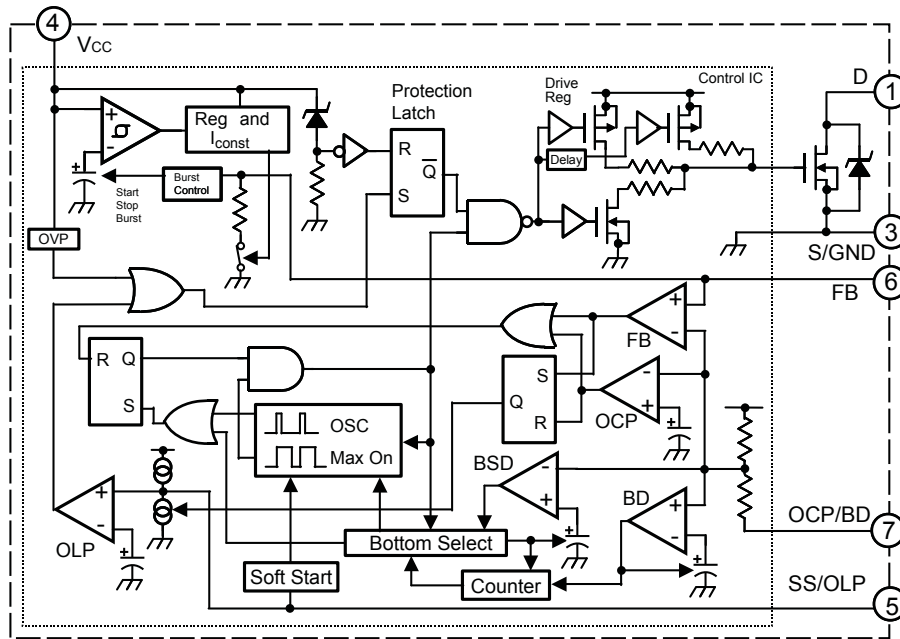 4
VCC
D
1
Control IC
Drive
Reg
Protection
Latch
+
-
Reg and
Iconst
R
Q
S
Delay
+
Burst
Control
Start
Stop
Burst
OVP
3
S/GND
6
FB
+
-
FB
R Q
S
S
Q
R
-
+
OCP
+
OSC
Max On
BSD
-
+
+
BD
-
+
OCP/BD
7
+
-
OLP
+
+
Bottom Select
Soft Start
Counter
SS/OLP
5